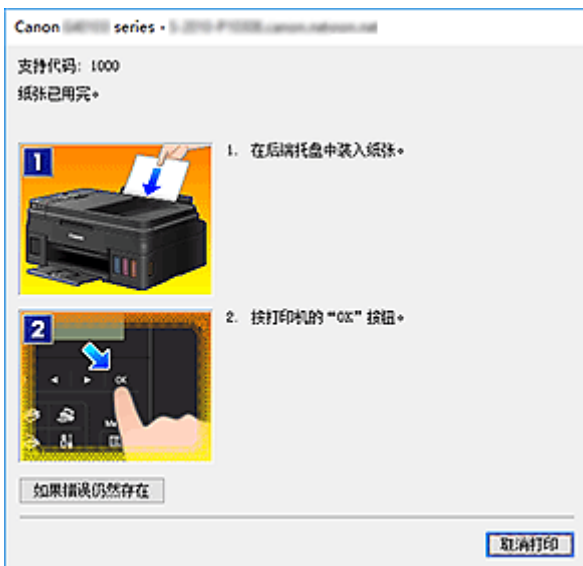 Canon series -
支持代码: 1000
纸张已用完。
1
1. 在后端托盘中装入纸张。
2
2. 按打印机的“OK”按钮。
OK
如果错误仍然存在
取消打印